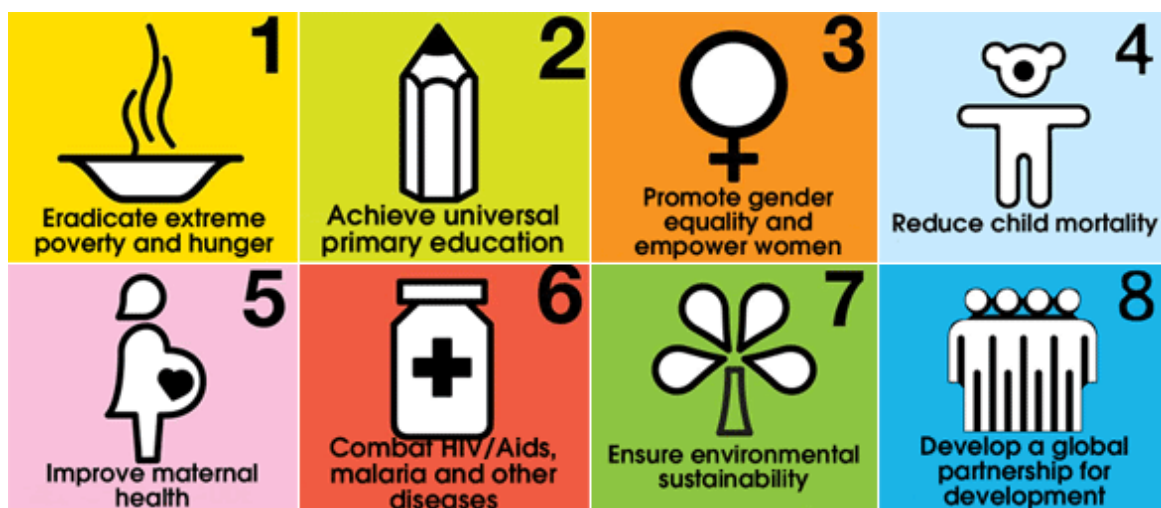 1
Eradicate extreme
poverty and hunger
2
Achieve universal
primary education
3
Promote gender
equality and
empower women
4
Reduce child mortality
5
Improve maternal
health
6
Combat HIV/Aids,
malaria and other
diseases
7
Ensure environmental
sustainability
8
Develop a global
partnership for
development